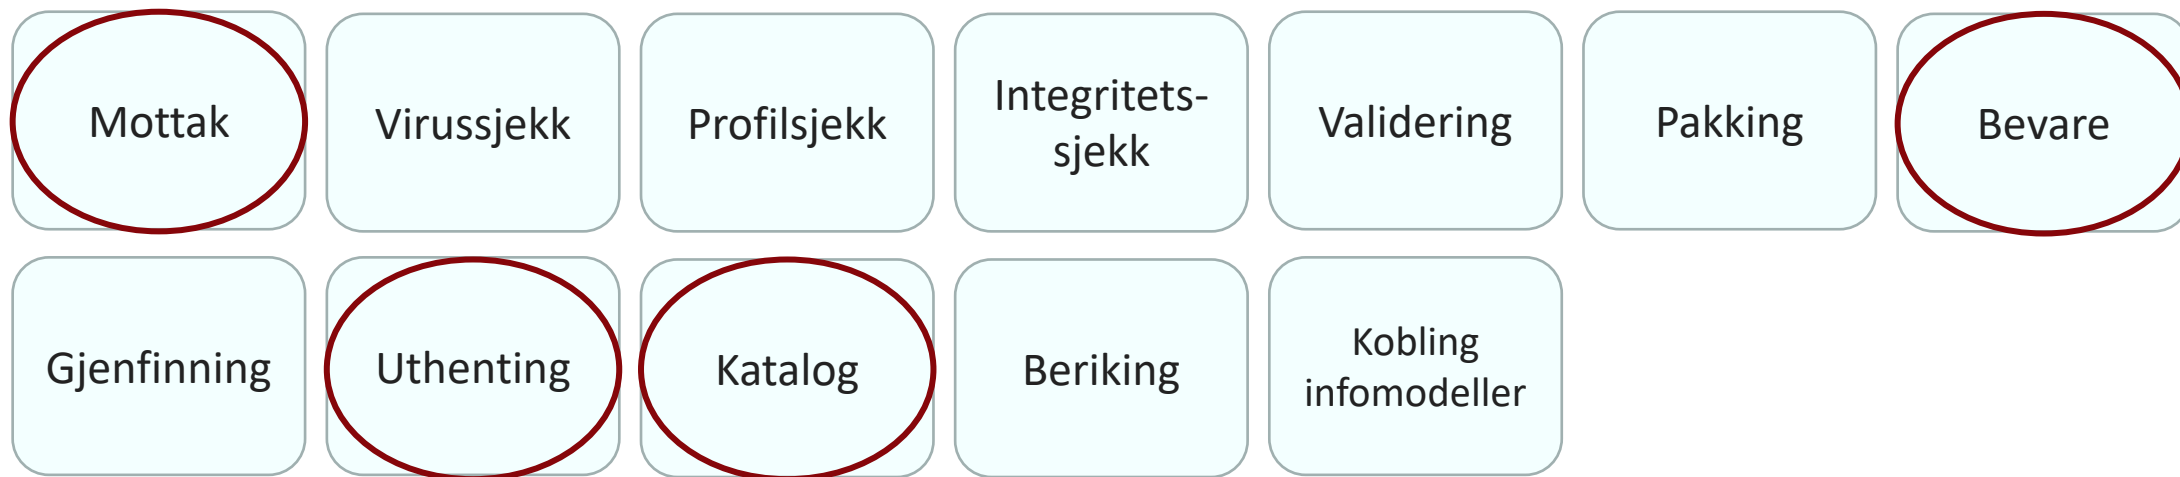 Mottak
Virussjekk
Profilsjekk
Integritets-
sjekk
Validering
Pakking
Bevare
Gjenfinning
Uthenting
Katalog
Beriking
Kobling
infomodeller